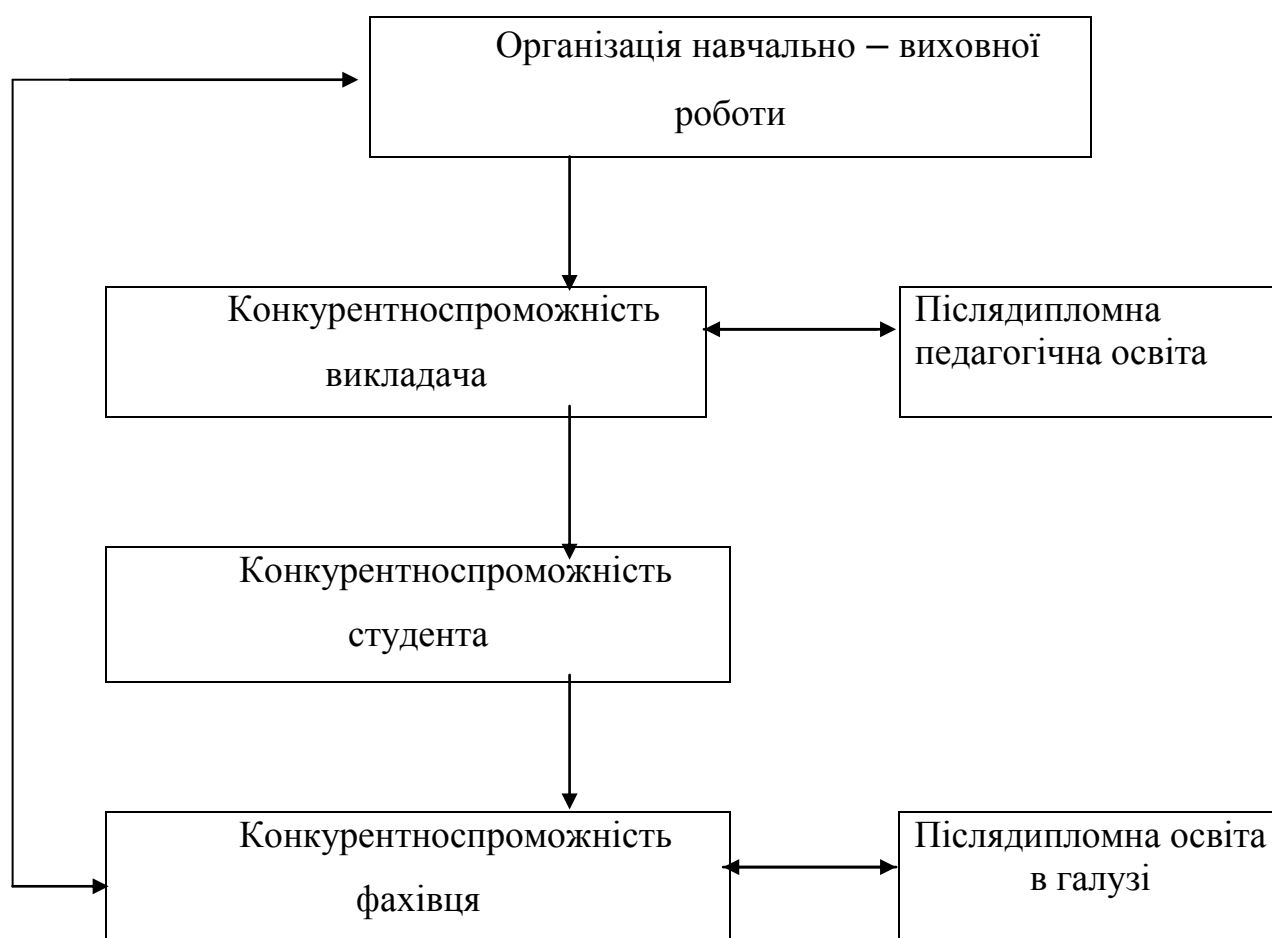 Організація навчально – виховної
роботи
Конкурентноспроможність
викладача
Післядипломна
педагогічна освіта
Конкурентноспроможність
студента
Конкурентноспроможність
фахівця
Післядипломна освіта
в галузі